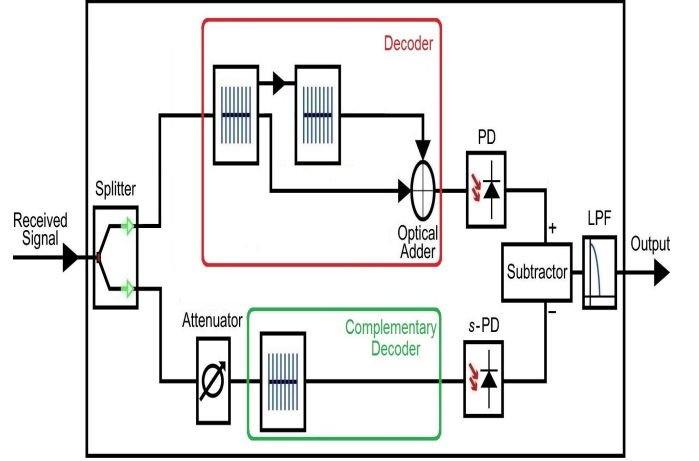 Decoder
PD
Splitter
Received
Signal
Optical
Adder
LPF
Output
+
Subtractor
−
Attenuator
Complementary
Decoder
s-PD